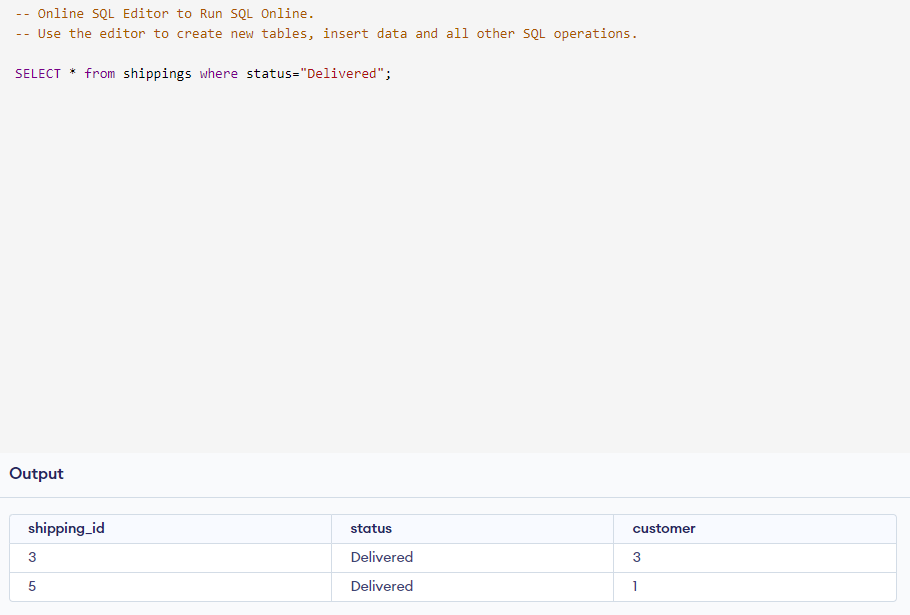 -- Online SQL Editor to Run SQL Online.
-- Use the editor to create new tables, insert data and all other SQL operations.
SELECT * from shippings where status="Delivered";
Output
shipping_id status customer
3 Delivered 3
5 Delivered 1